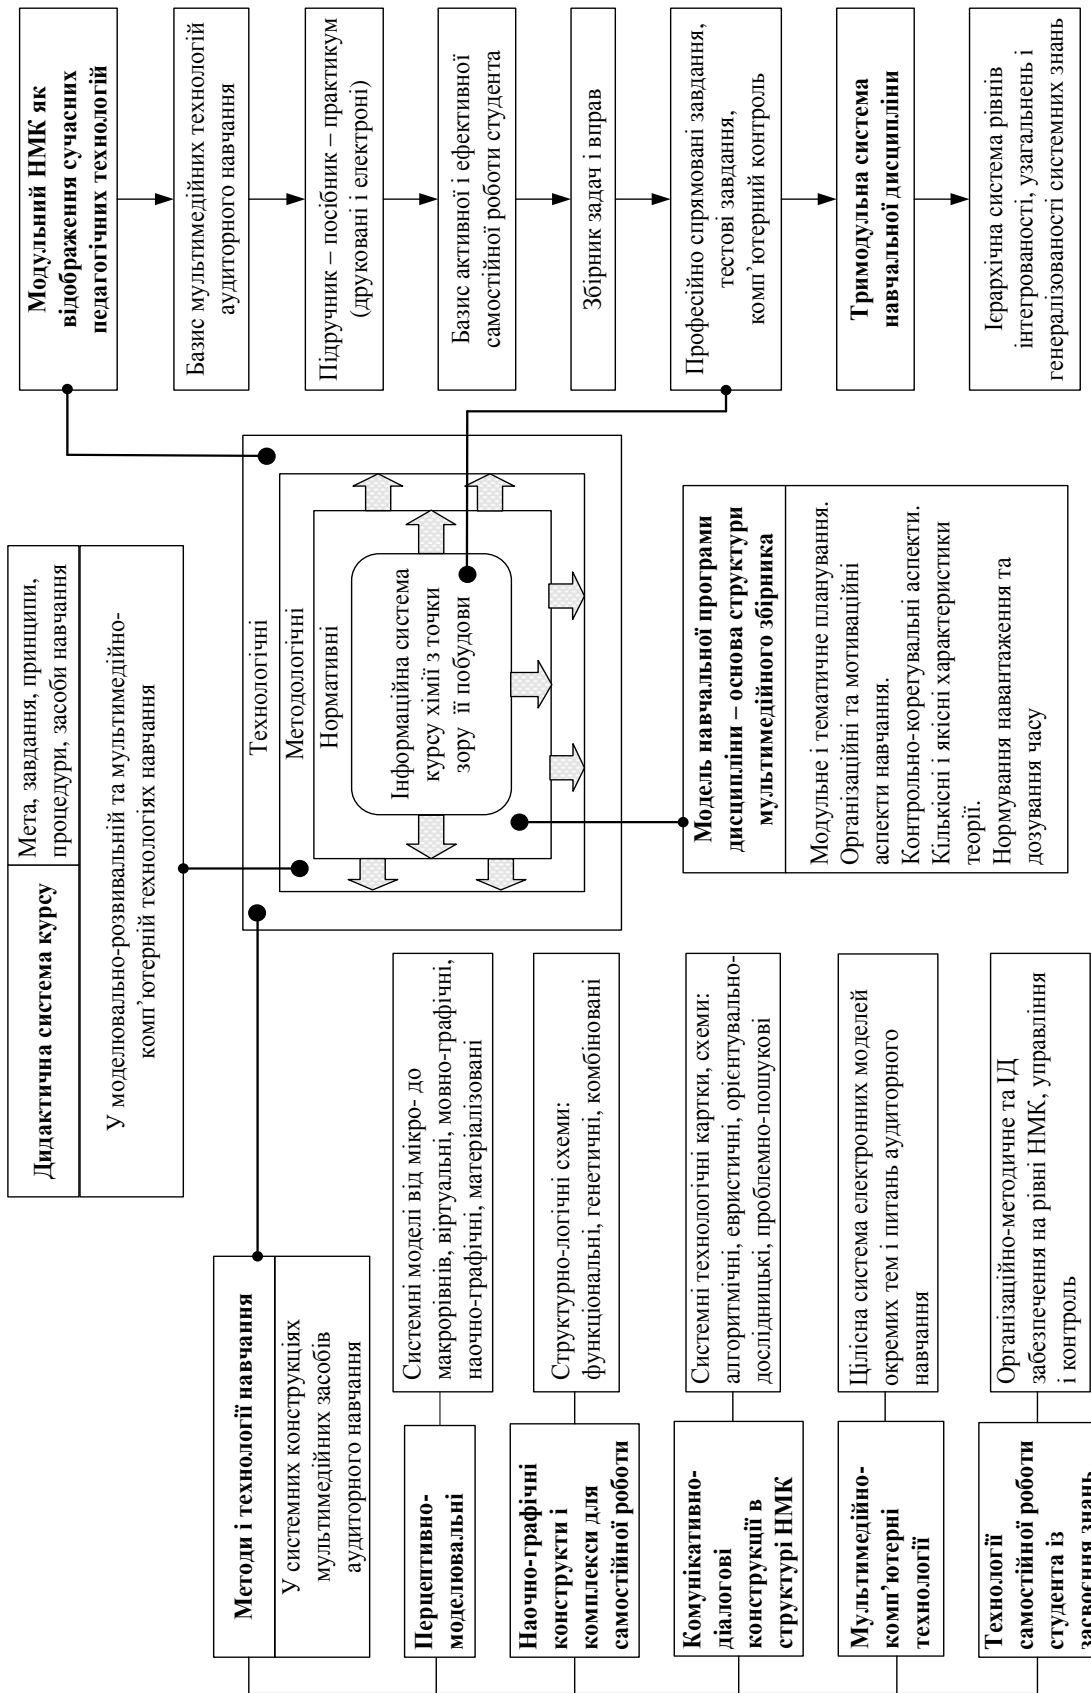 Методи і технології навчання
У системних конструкціях
мультимедійних засобів
аудиторного навчання
Перцептивно-
моделювальні
Системні моделі від мікро- до
макрорівнів, віртуальні, мовно-графічні,
наочно-графічні, матеріалізовані
Наочно-графічні
конструкти і
комплекси для
самостійної роботи
Структурно-логічні схеми:
функціональні, генетичні, комбіновані
Комунікативно-
діалогові
конструкції в
структурі НМК
Системні технологічні картки, схеми:
алгоритмічні, евристичні, орієнтувально-
дослідницькі, проблемно-пошукові
Мультимедійно-
комп’ютерні
технології
Цілісна система електронних моделей
окремих тем і питань аудиторного
навчання
Технології
самостійної роботи
студента із
засвоєння знань
Організаційно-методичне та ІД
забезпечення на рівні НМК, управління
і контроль
Дидактична система курсу
Мета, завдання, принципи,
процедури, засоби навчання
У моделювально-розвивальній та мультимедійно-
комп’ютерній технологіях навчання
Технологічні
Методологічні
Нормативні
Інформаційна система
курсу хімії з точки
зору її побудови
Модель навчальної програми
дисципліни – основа структури
мультимедійного збірника
Модульне і тематичне планування.
Організаційні та мотиваційні
аспекти навчання.
Контрольно-корегувальні аспекти.
Кількісні і якісні характеристики
теорії.
Нормування навантаження та
дозування часу
Модульний НМК як
відображення сучасних
педагогічних технологій
Базис мультимедійних технологій
аудиторного навчання
Підручник – посібник – практикум
(друковані і електроні)
Базис активної і ефективної
самостійної роботи студента
Збірник задач і вправ
Професійно спрямовані завдання,
тестові завдання,
комп’ютерний контроль
Тримодульна система
навчальної дисципліни
Ієрархічна система рівнів
інтегрованості, узагальнень і
генералізованості системних знань